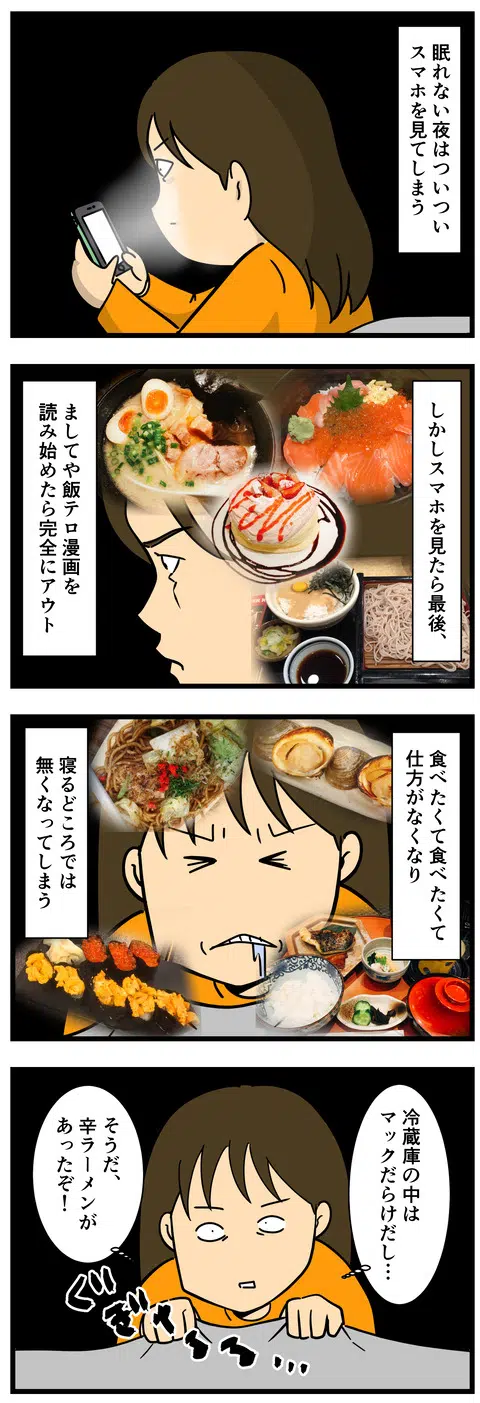 眠れない夜はついつい
スマホを見てしまう
しかしスマホを見たら最後、
ましてや飯テロ漫画を
読み始めたら完全にアウト
食べたくて食べたくて
仕方がなくなり
寝るどころでは
無くなってしまう
冷蔵庫の中は
マックだらけだし…
そうだ、
辛ラーメンが
あったぞ！